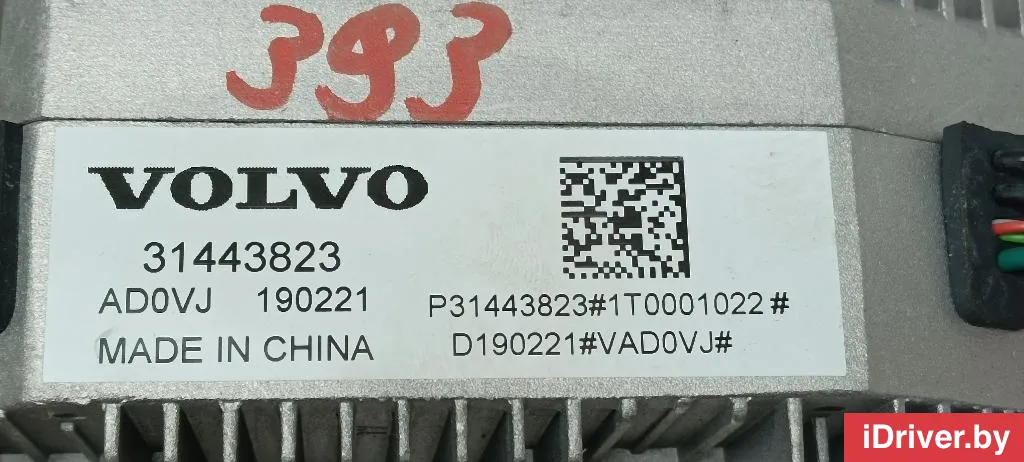 393
VOLVO
31443823
AD0VJ 190221
MADE IN CHINA
P31443823#1T0001022#
D190221#VAD0VJ#
iDriver.by